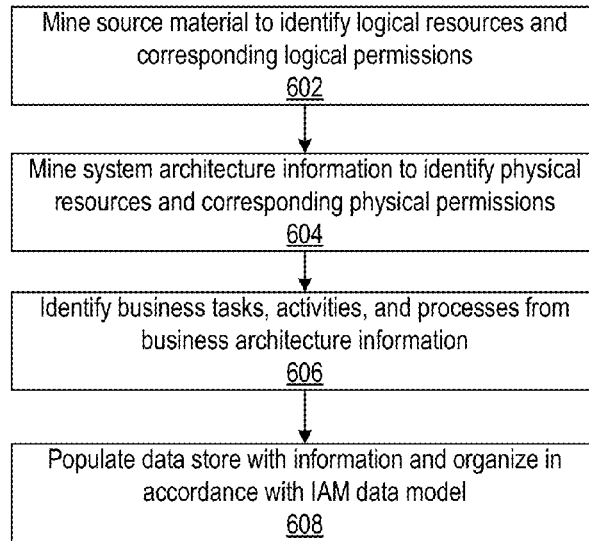 Mine source material to identify logical resources and
corresponding logical permissions
602
Mine system architecture information to identify physical
resources and corresponding physical permissions
604
Identify business tasks, activities, and processes from
business architecture information
606
Populate data store with information and organize in
accordance with IAM data model
608